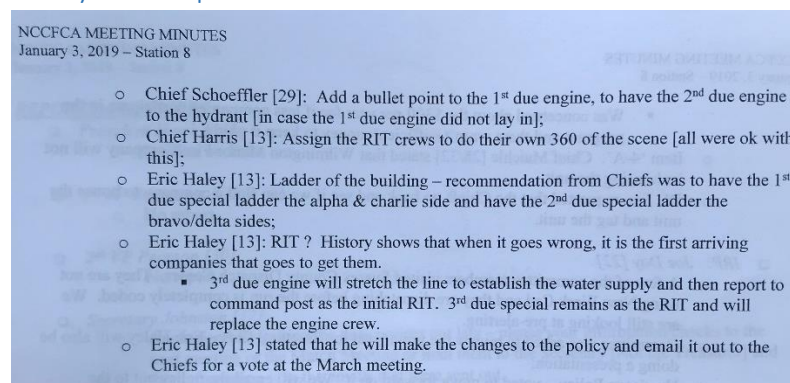 NCCFCA MEETING MINUTES
January 3, 2019 – Station 8
o Chief Schoeffler [29]: Add a bullet point to the 1st due engine, to have the 2nd due engine
to the hydrant [in case the 1st due engine did not lay in];
o Chief Harris [13]: Assign the RIT crews to do their own 360 of the scene [all were ok with
this];
o Eric Haley [13]: Ladder of the building – recommendation from Chiefs was to have the 1st
due special ladder the alpha & charlie side and have the 2nd due special ladder the
bravo/delta sides;
o Eric Haley [13]: RIT ? History shows that when it goes wrong, it is the first arriving
companies that goes to get them.
▪ 3rd due engine will stretch the line to establish the water supply and then report to
command post as the initial RIT. 3rd due special remains as the RIT and will
replace the engine crew.
o Eric Haley [13] stated that he will make the changes to the policy and email it out to the
Chiefs for a vote at the March meeting.